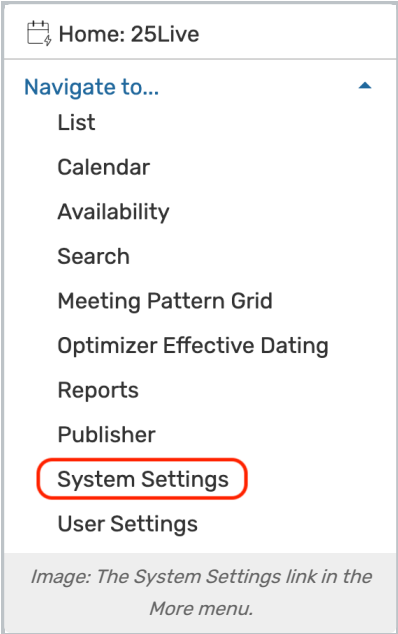 Home: 25Live
Navigate to...
List
Calendar
Availability
Search
Meeting Pattern Grid
Optimizer Effective Dating
Reports
Publisher
System Settings
User Settings
Image: The System Settings link in the
More menu.